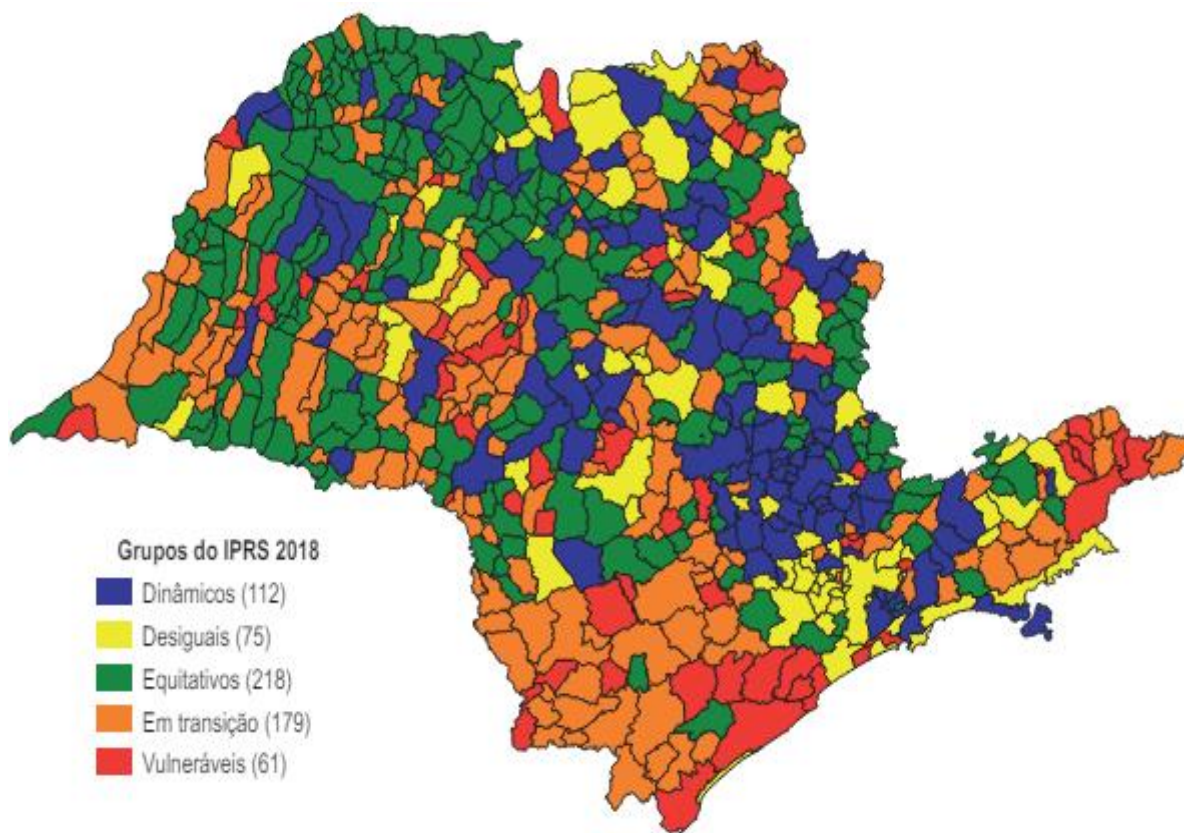 Grupos do IPRS 2018
Dinâmicos (112)
Desiguais (75)
Equitativos (218)
Em transição (179)
Vulneráveis (61)